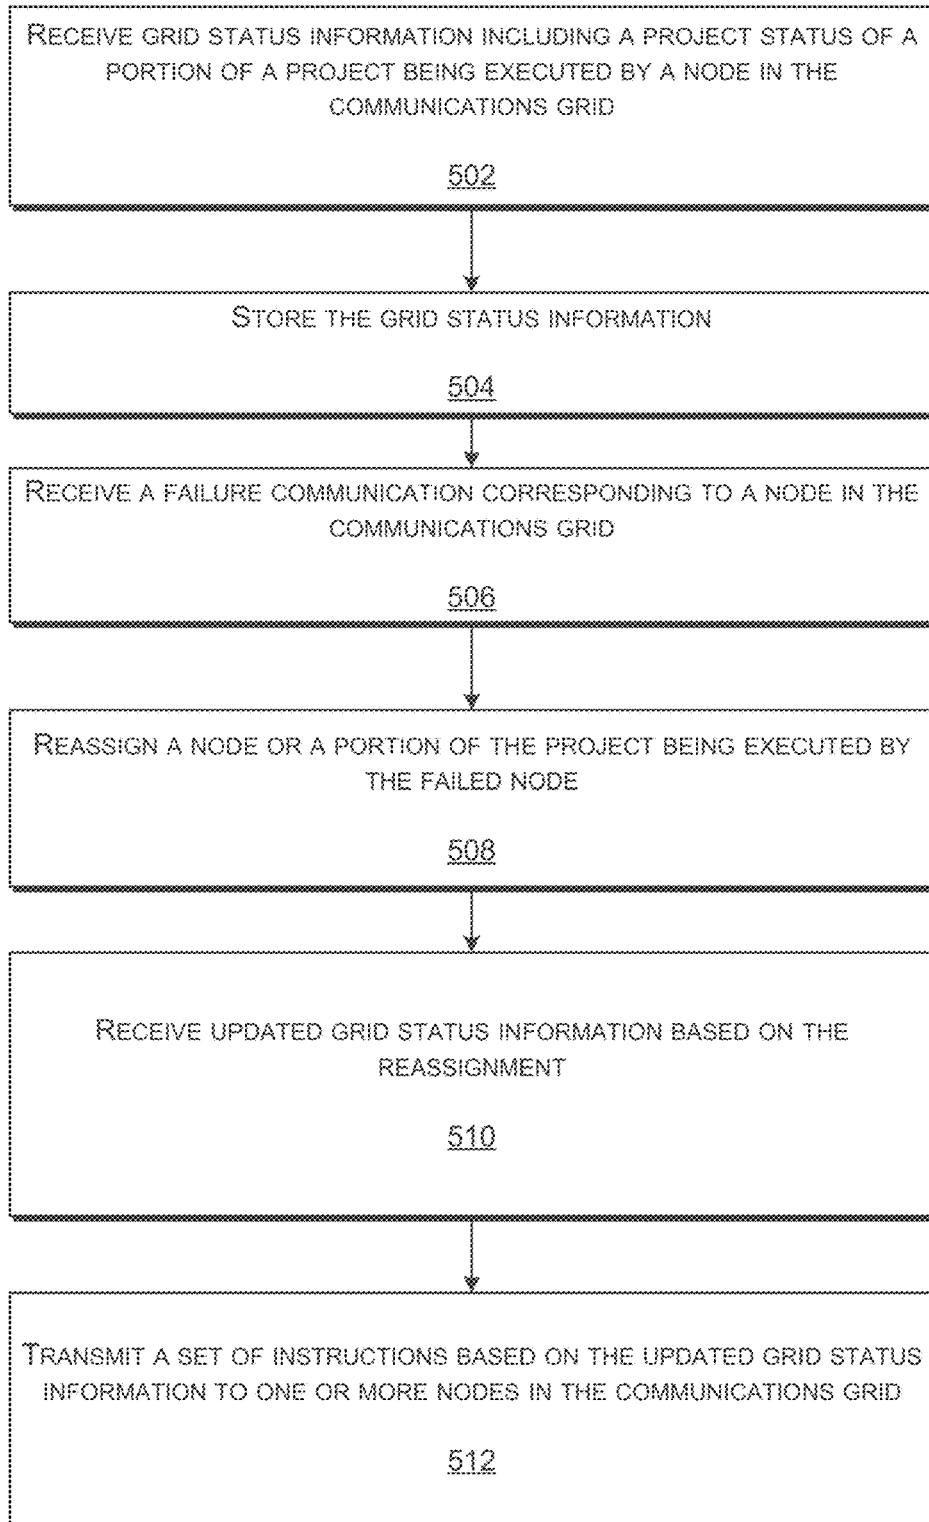 RECEIVE GRID STATUS INFORMATION INCLUDING A PROJECT STATUS OF A
PORTION OF A PROJECT BEING EXECUTED BY A NODE IN THE
COMMUNICATIONS GRID
502
STORE THE GRID STATUS INFORMATION
504
RECEIVE A FAILURE COMMUNICATION CORRESPONDING TO A NODE IN THE
COMMUNICATIONS GRID
506
REASSIGN A NODE OR A PORTION OF THE PROJECT BEING EXECUTED BY
THE FAILED NODE
508
RECEIVE UPDATED GRID STATUS INFORMATION BASED ON THE
REASSIGNMENT
510
TRANSMIT A SET OF INSTRUCTIONS BASED ON THE UPDATED GRID STATUS
INFORMATION TO ONE OR MORE NODES IN THE COMMUNICATIONS GRID
512